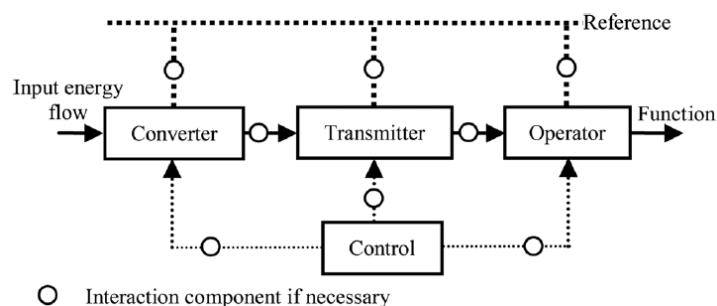 Reference
Input energy
flow
Function
Converter
Transmitter
Operator
Control
Interaction component if necessary